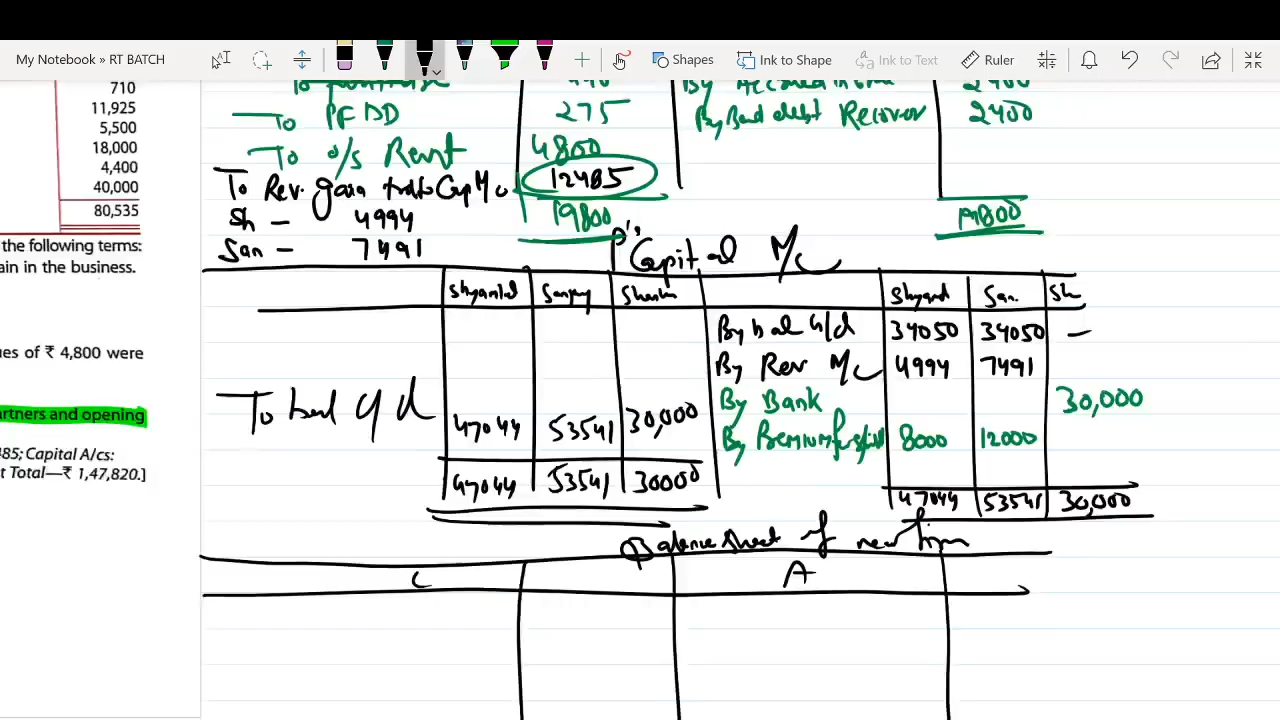 My Notebook » RT BATCH
Shapes
Ink to Shape
Ink to Text
Ruler
710
11,925
5,500
18,000
4,400
40,000
80,535
the following terms:
ain in the business.
ues of ₹ 4,800 were
artners and opening
485; Capital A/cs:
t Total—₹ 1,47,820.]
2400
To PFDD 275 By Bad debt Recover 2400
To o/s Rent 4800
To Rev. gain to Cap A/c 12485
Sh - 4994 19800 19800
San - 7491
P's Capital A/c
Shyamlal Sanjay Shyamal San. Sh
By bal b/d 34050 34050 —
By Rev A/c 4994 7491
By Bank 30,000
To bal c/d 47044 53541 30,000
By Premium for 8000 12000
47044 53541 30000 47044 53541 30,000
Balance sheet of new firm
L A